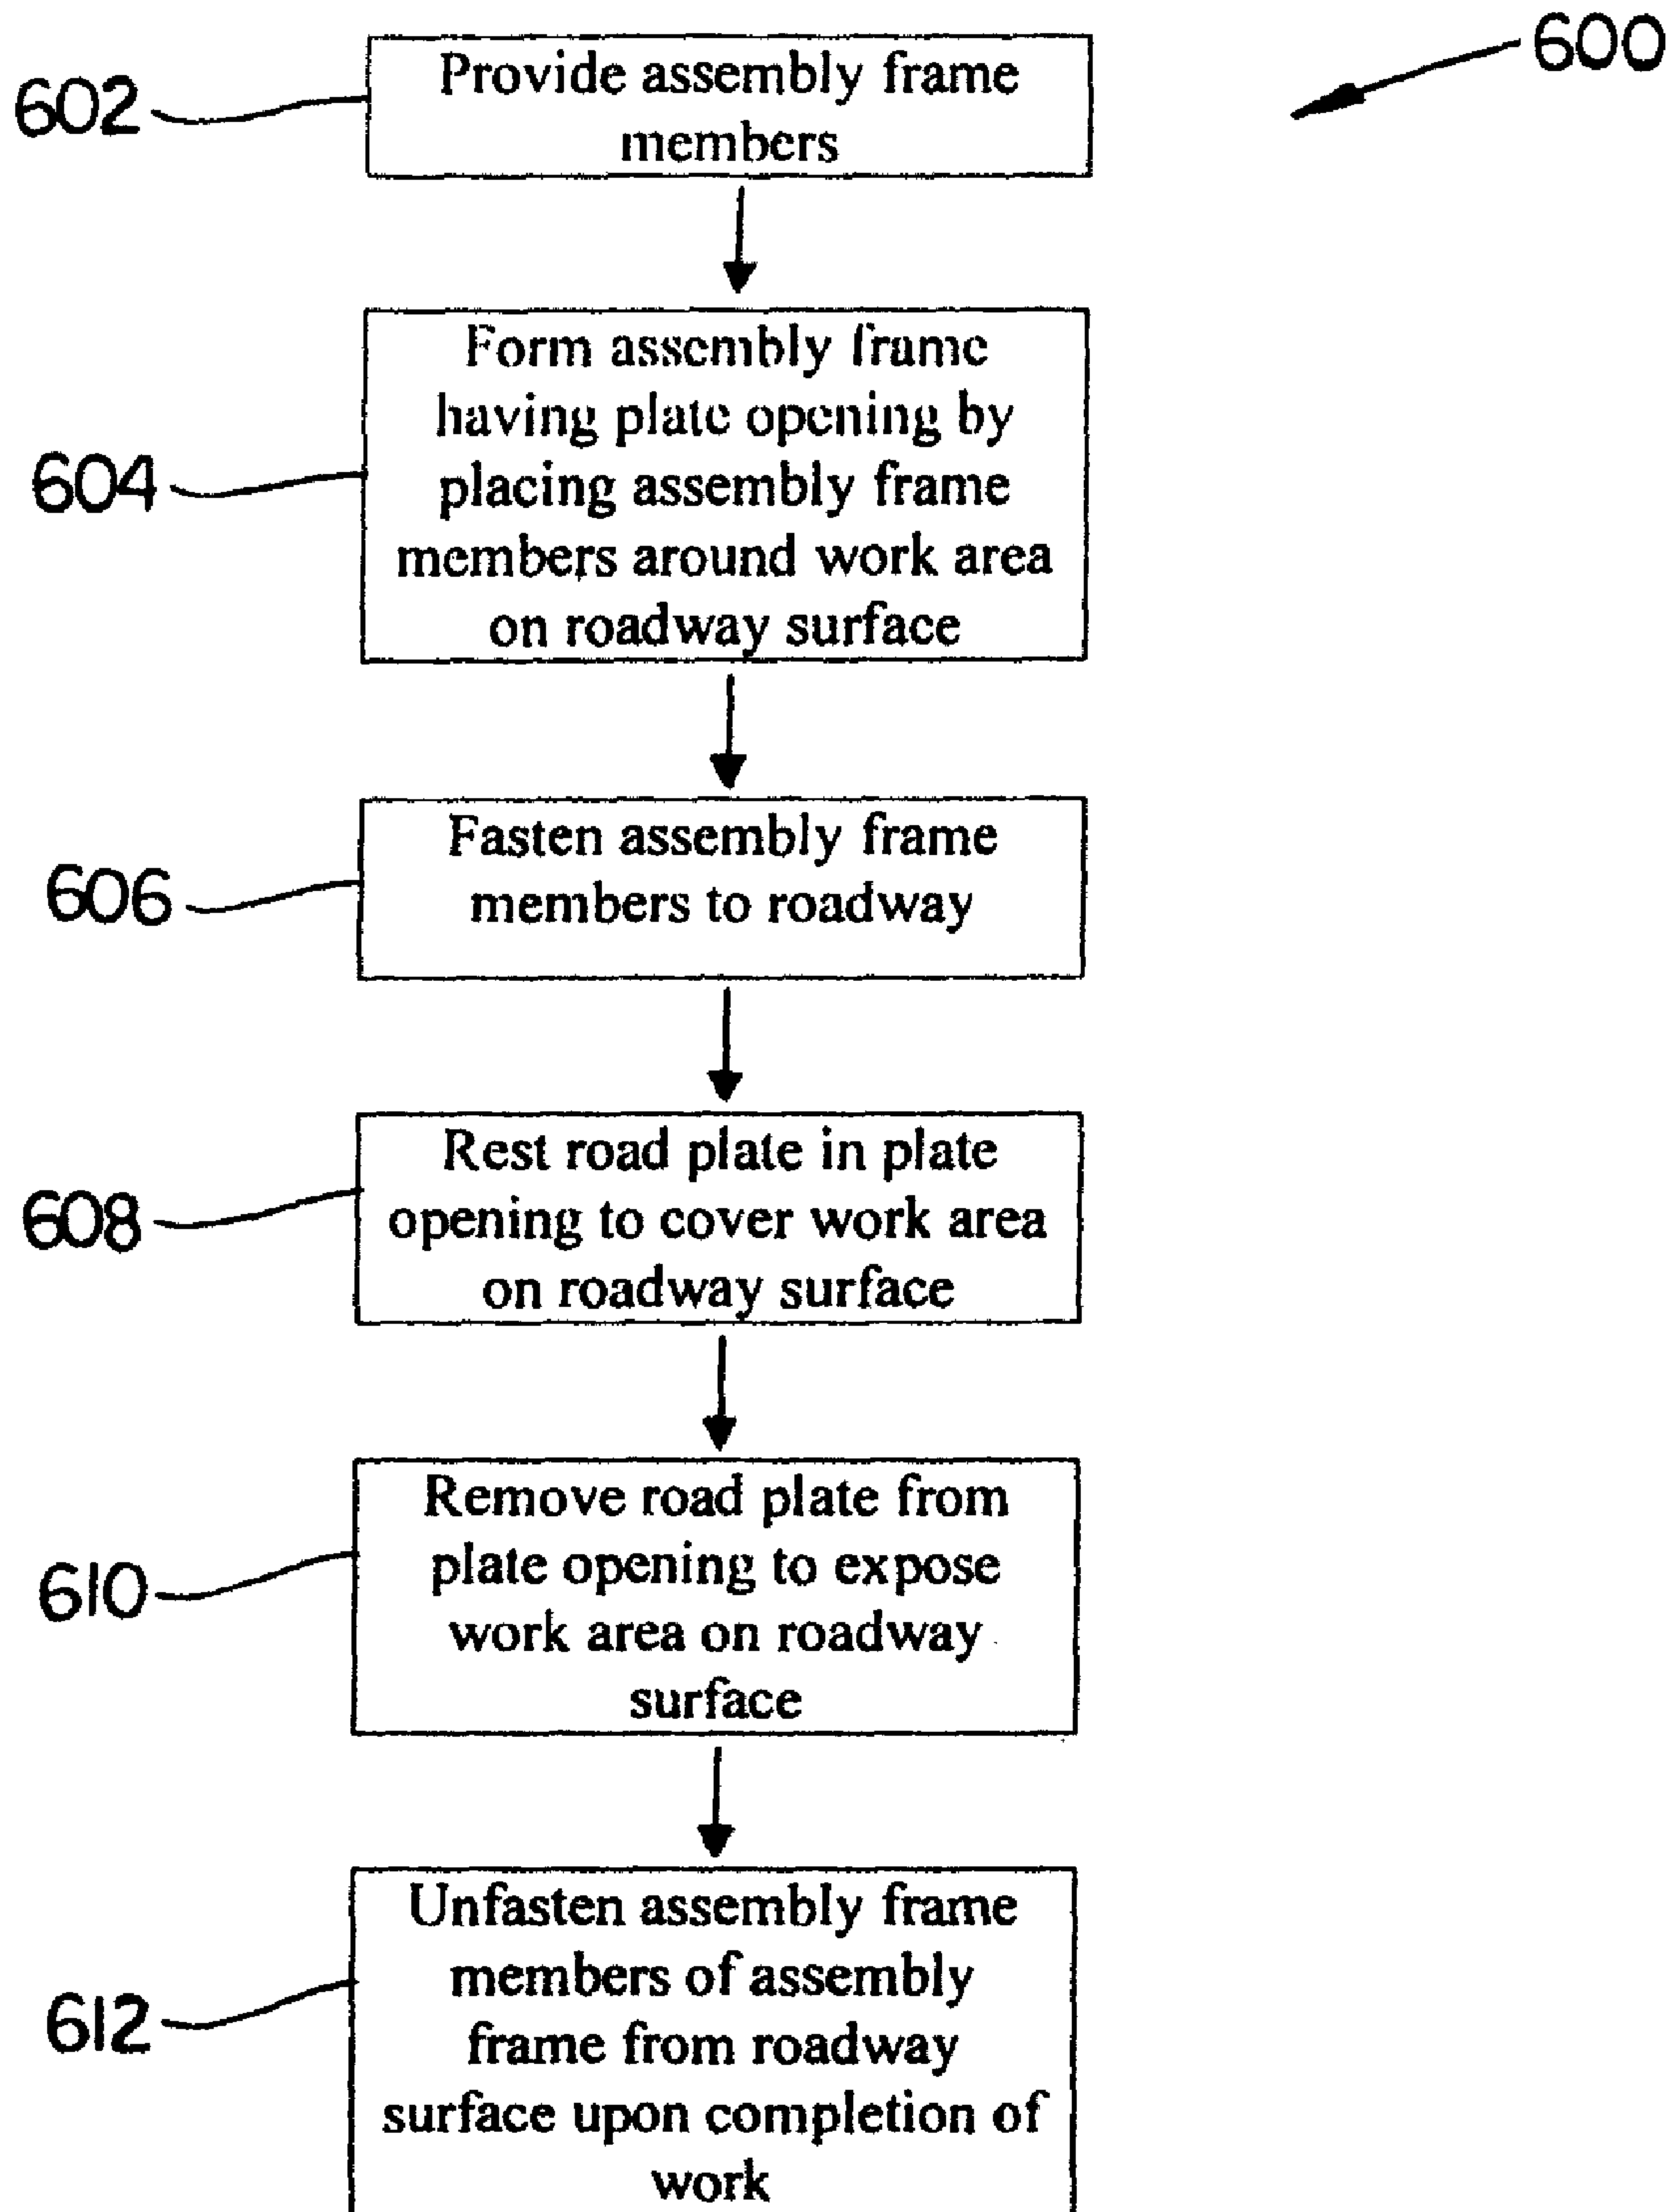 600
602
Provide assembly frame
members
604
Form assembly frame
having plate opening by
placing assembly frame
members around work area
on roadway surface
606
Fasten assembly frame
members to roadway
608
Rest road plate in plate
opening to cover work area
on roadway surface
610
Remove road plate from
plate opening to expose
work area on roadway
surface
612
Unfasten assembly frame
members of assembly
frame from roadway
surface upon completion of
work